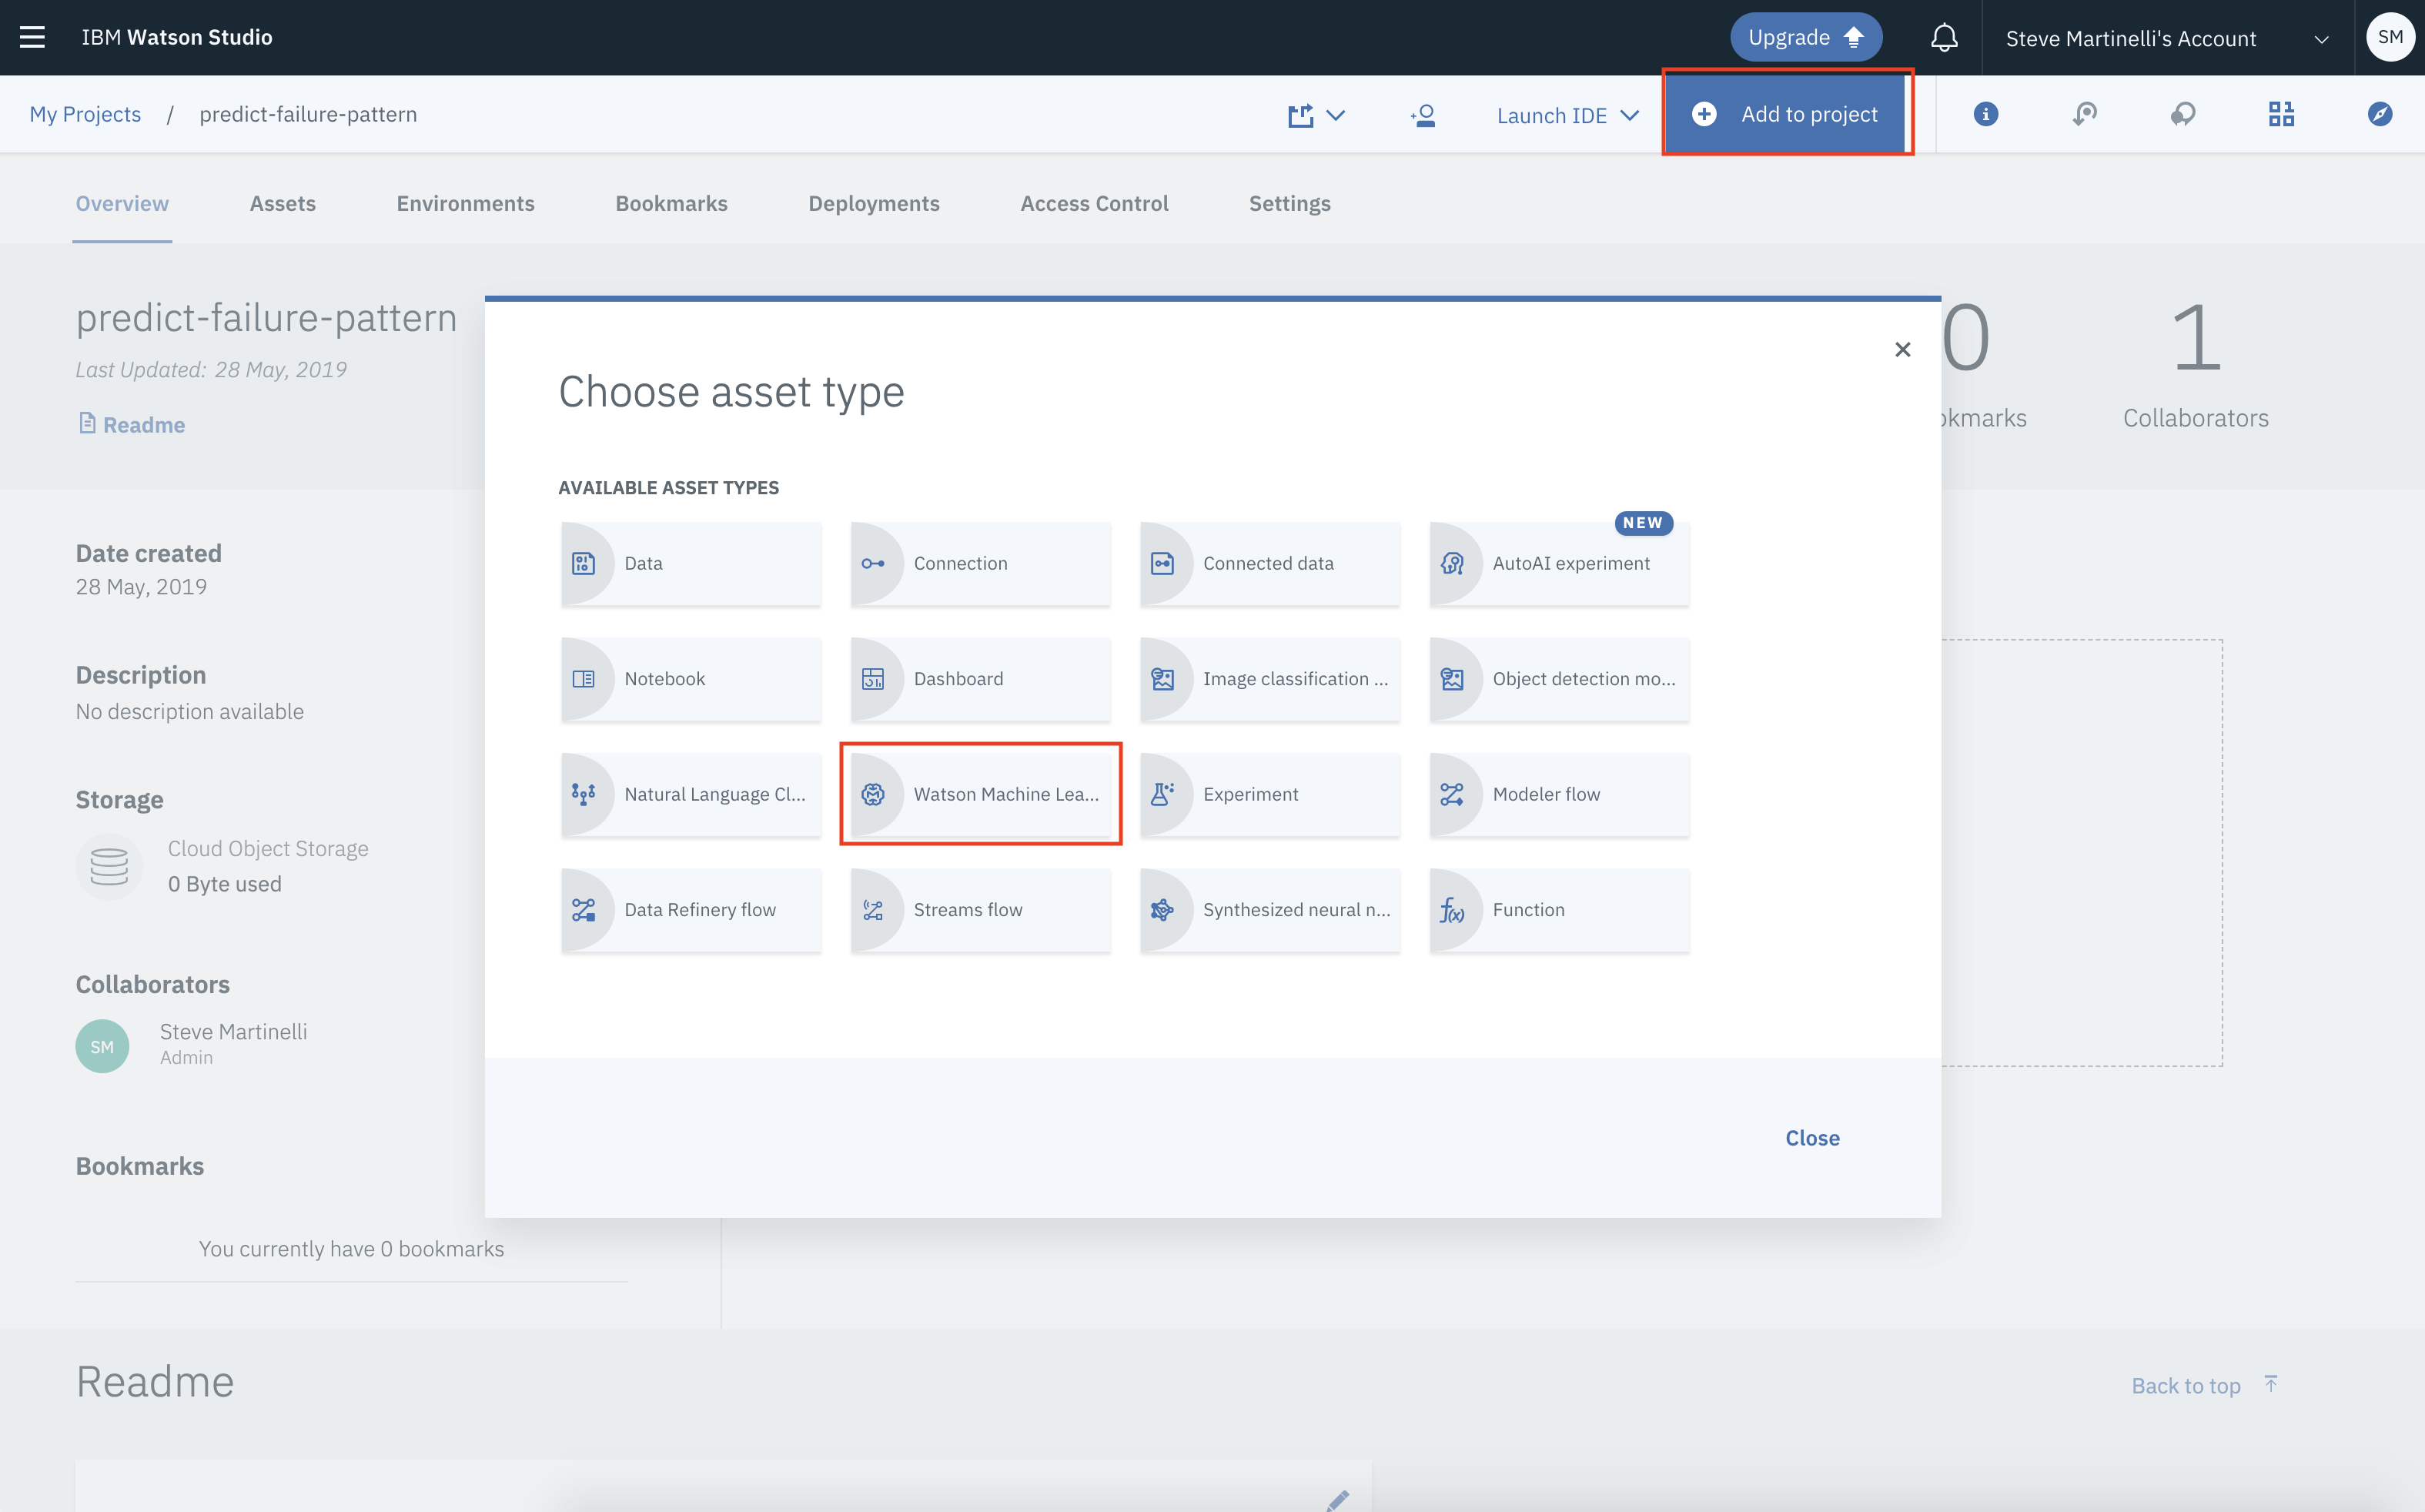 IBM Watson Studio
Upgrade
Steve Martinelli's Account
SM
My Projects / predict-failure-pattern
Launch IDE
Add to project
Overview
Assets
Environments
Bookmarks
Deployments
Access Control
Settings
predict-failure-pattern
Last Updated: 28 May, 2019
Readme
0
okmarks
1
Collaborators
Date created
28 May, 2019
Description
No description available
Storage
Cloud Object Storage
0 Byte used
Collaborators
SM
Steve Martinelli
Admin
Bookmarks
You currently have 0 bookmarks
Choose asset type
AVAILABLE ASSET TYPES
Data
Connection
Connected data
NEW
AutoAI experiment
Notebook
Dashboard
Image classification ...
Object detection mo...
Natural Language Cl...
Watson Machine Lea...
Experiment
Modeler flow
Data Refinery flow
Streams flow
Synthesized neural n...
Function
Close
Readme
Back to top